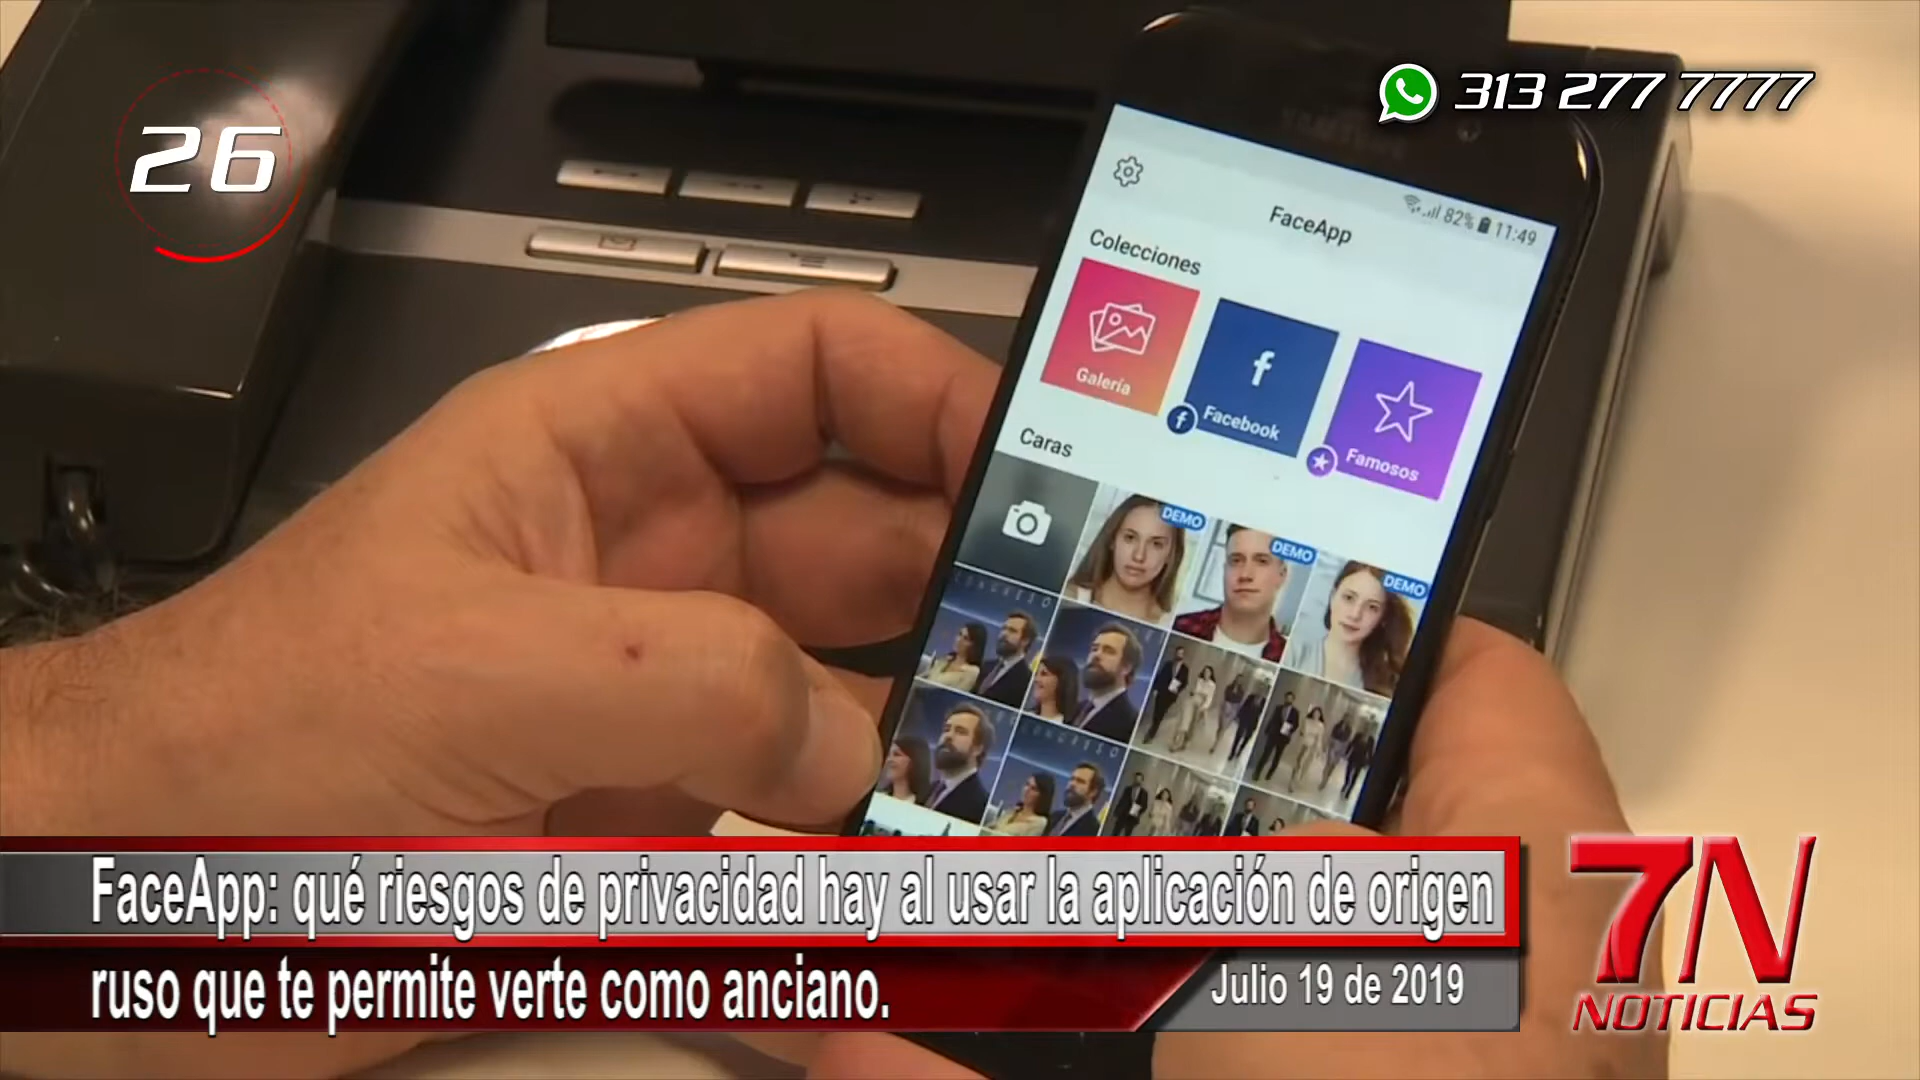 26
313 277 7777
82% 11:49
FaceApp
Colecciones
Galería
Facebook
Famosos
Caras
DEMO
DEMO
DEMO
CONGRESO
CONGRESO
FaceApp: qué riesgos de privacidad hay al usar la aplicación de origen
ruso que te permite verte como anciano.
Julio 19 de 2019
7N
NOTICIAS